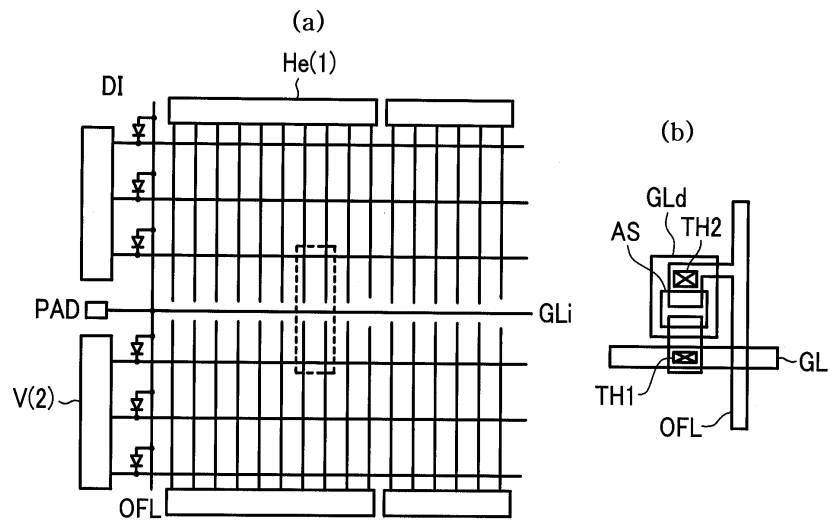 (a)
He(1)
DI
PAD
GLi
V(2)
OFL
(b)
GLd
TH2
AS
GL
TH1
OFL